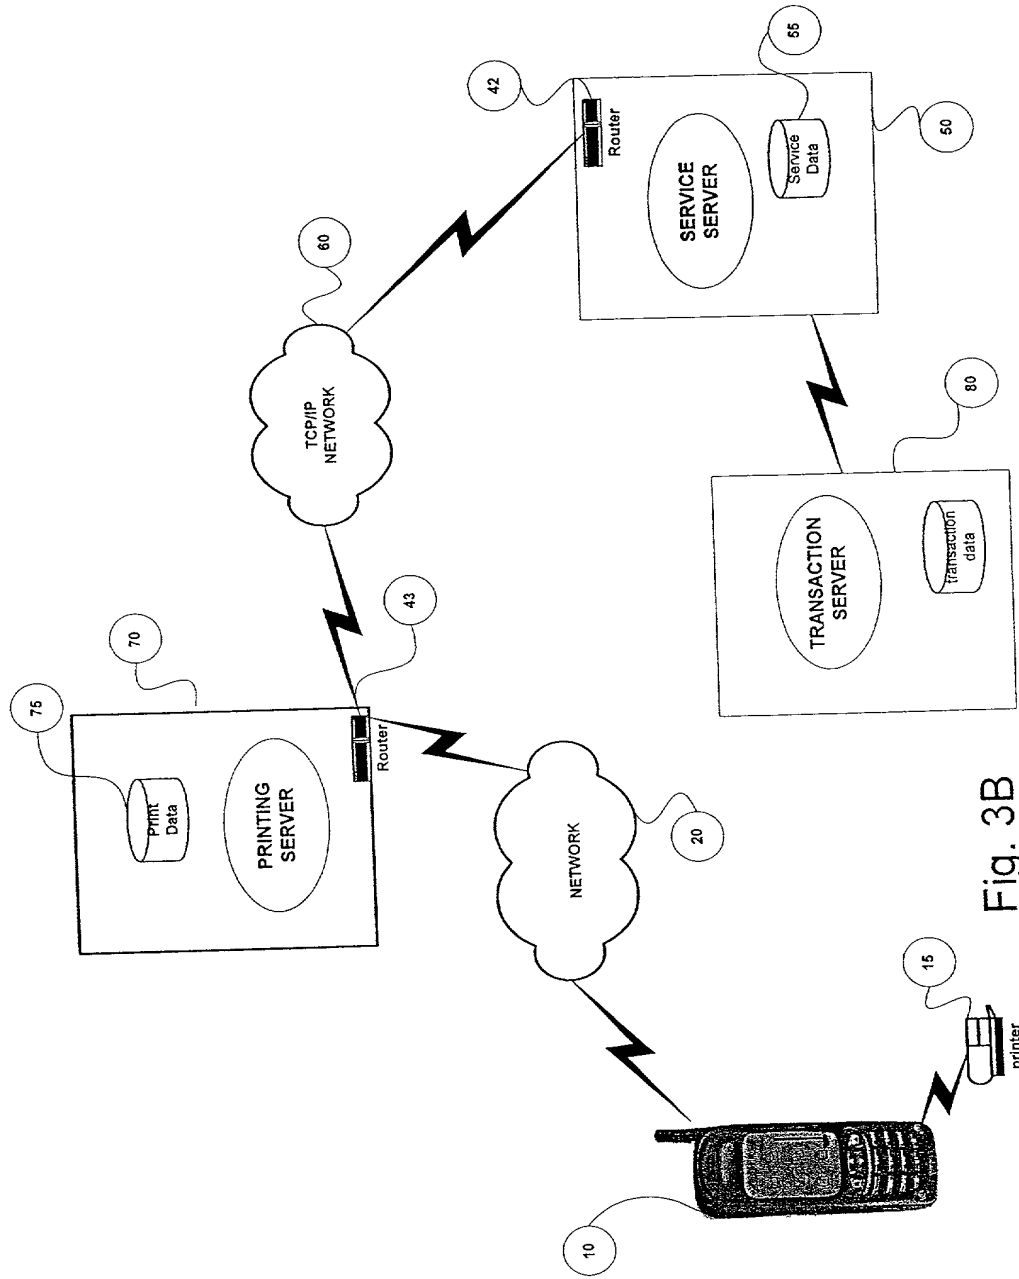 75
70
Print
Data
PRINTING
SERVER
Router
43
TCP/IP
NETWORK
60
42
Router
SERVICE
SERVER
Service
Data
55
50
TRANSACTION
SERVER
transaction
data
80
NETWORK
20
10
15
printer
Fig. 3B